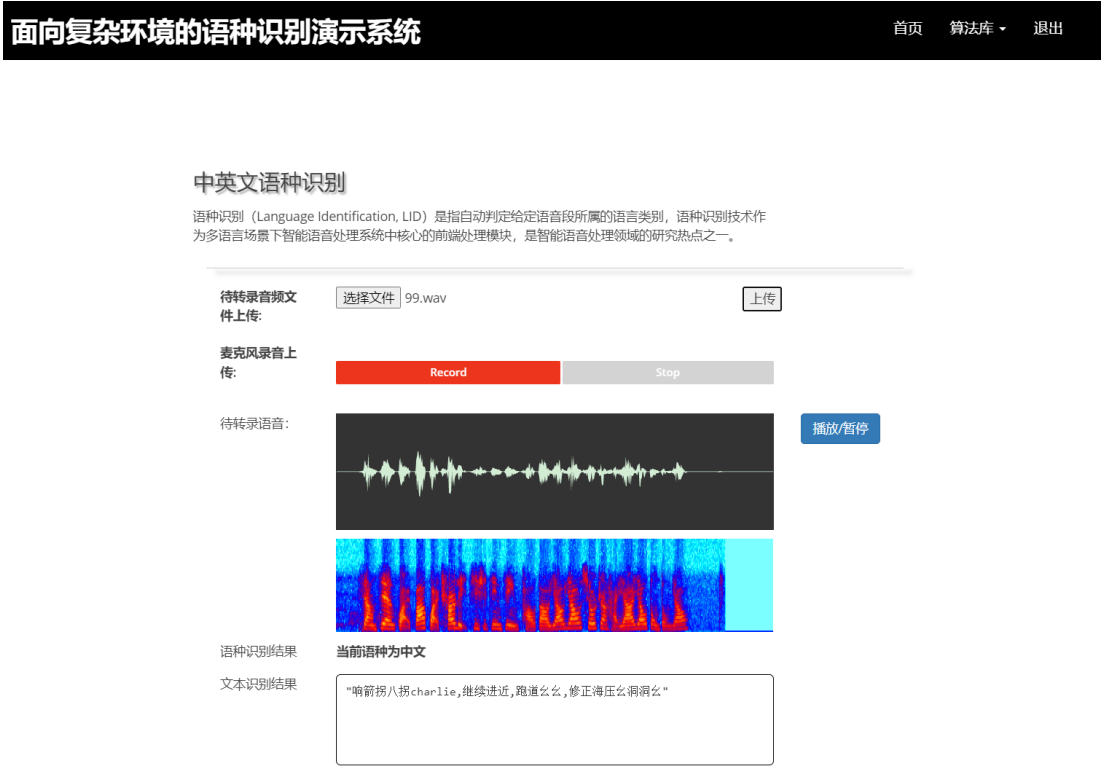 面向复杂环境的语种识别演示系统
首页 算法库 退出
中英文语种识别
语种识别（Language Identification, LID）是指自动判定给定语音段所属的语言类别，语种识别技术作
为多语言场景下智能语音处理系统中核心的前端处理模块，是智能语音处理领域的研究热点之一。
待转录音频文
件上传:
选择文件 99.wav
上传
麦克风录音上
传:
Record
Stop
待转录语音：
播放/暂停
语种识别结果
当前语种为中文
文本识别结果
"响箭拐八拐charlie,继续进近,跑道幺幺,修正海压幺洞洞幺"